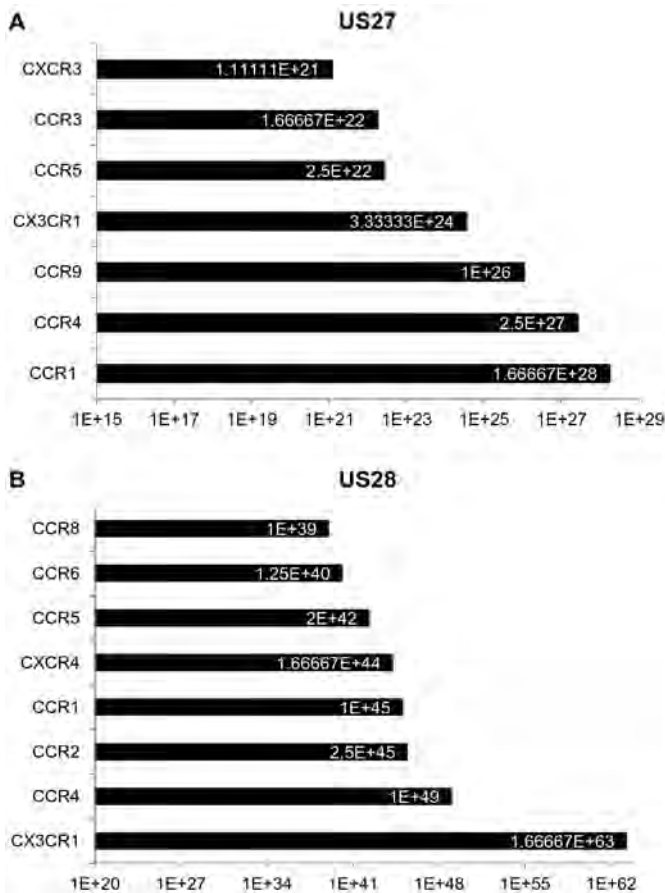 A
US27
CXCR3 1.11111E+21
CCR3 1.66667E+22
CCR5 2.5E+22
CX3CR1 3.33333E+24
CCR9 1E+26
CCR4 2.5E+27
CCR1 1.66667E+28
1E+15 1E+17 1E+19 1E+21 1E+23 1E+25 1E+27 1E+29
B
US28
CCR8 1E+39
CCR6 1.25E+40
CCR5 2E+42
CXCR4 1.66667E+44
CCR1 1E+45
CCR2 2.5E+45
CCR4 1E+49
CX3CR1 1.66667E+63
1E+20 1E+27 1E+34 1E+41 1E+48 1E+55 1E+62